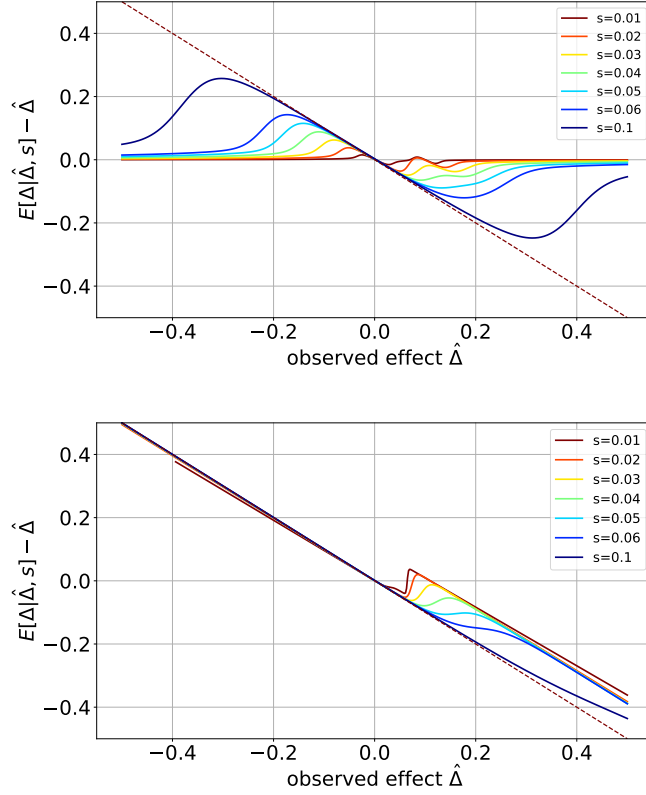 E[Δ|Δ̂, s] − Δ̂
0.4
0.2
0.0
−0.2
−0.4
−0.4 −0.2 0.0 0.2 0.4
observed effect Δ̂
s=0.01
s=0.02
s=0.03
s=0.04
s=0.05
s=0.06
s=0.1
E[Δ|Δ̂, s] − Δ̂
0.4
0.2
0.0
−0.2
−0.4
−0.4 −0.2 0.0 0.2 0.4
observed effect Δ̂
s=0.01
s=0.02
s=0.03
s=0.04
s=0.05
s=0.06
s=0.1